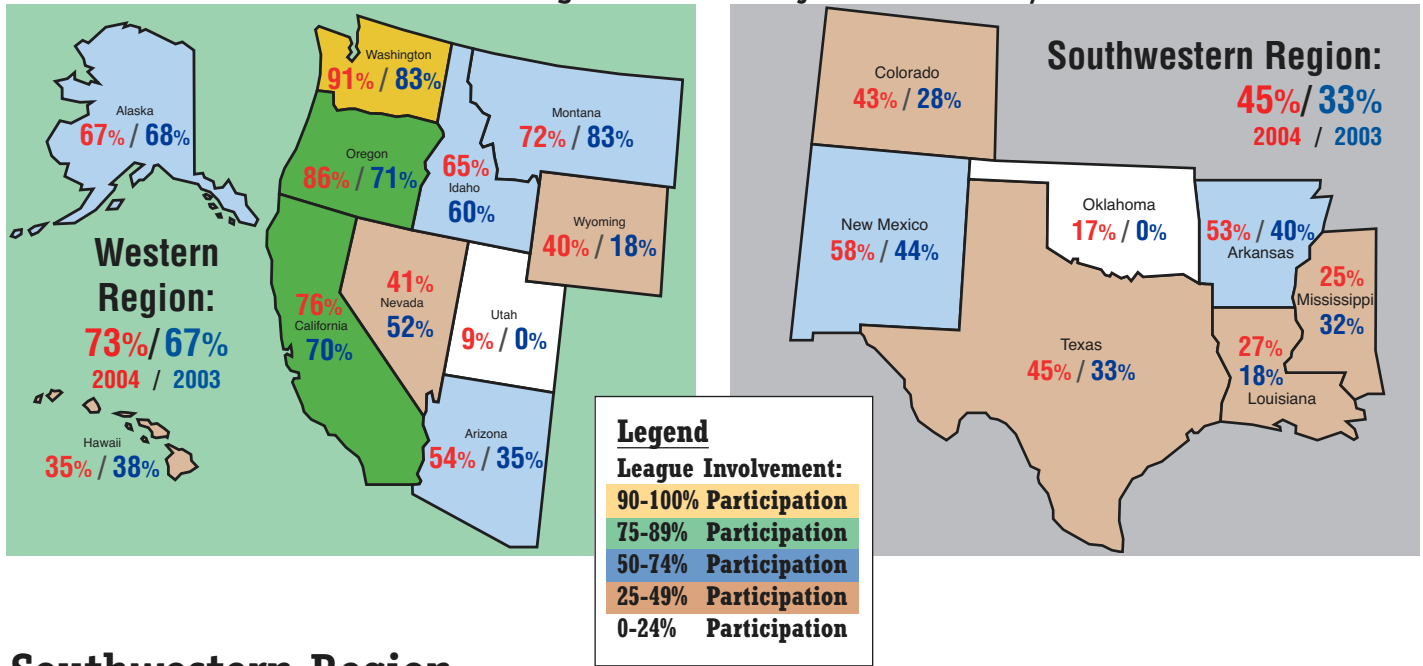 Washington
91% / 83%
Alaska
67% / 68%
Montana
72% / 83%
Oregon
86% / 71%
65%
Idaho
60%
Wyoming
40% / 18%
Western
Region:
73% / 67%
2004 / 2003
41%
Nevada
52%
76%
California
70%
Utah
9% / 0%
Hawaii
35% / 38%
Arizona
54% / 35%
Southwestern Region:
45% / 33%
2004 / 2003
Colorado
43% / 28%
New Mexico
58% / 44%
Oklahoma
17% / 0%
53% / 40%
Arkansas
25%
Mississippi
32%
Texas
45% / 33%
27%
18%
Louisiana
Legend
League Involvement:
90-100% Participation
75-89% Participation
50-74% Participation
25-49% Participation
0-24% Participation
Southwestern Region